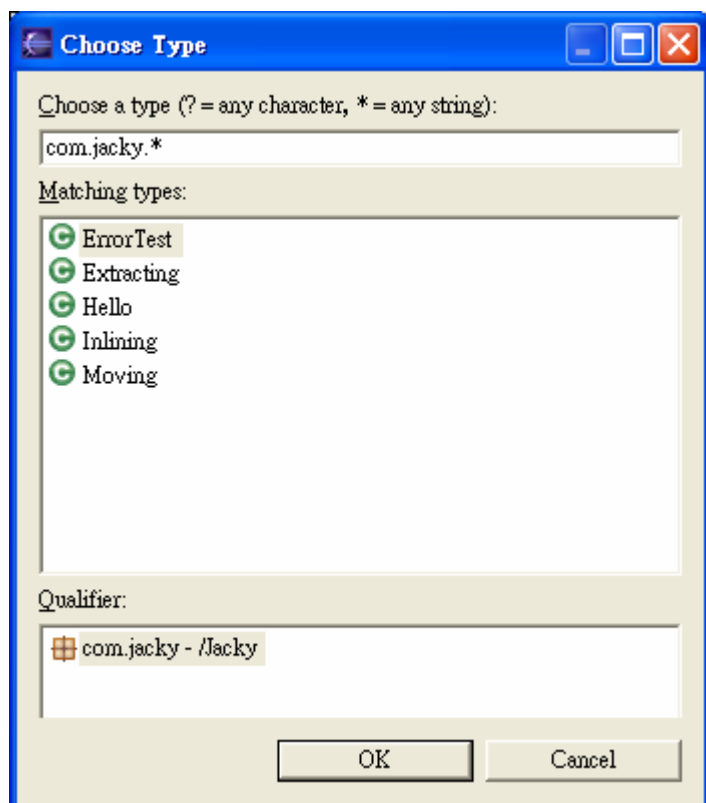 Choose Type
Choose a type (? = any character, * = any string):
com.jacky.*
Matching types:
ErrorTest
Extracting
Hello
Inlining
Moving
Qualifier:
com.jacky - /Jacky
OK Cancel